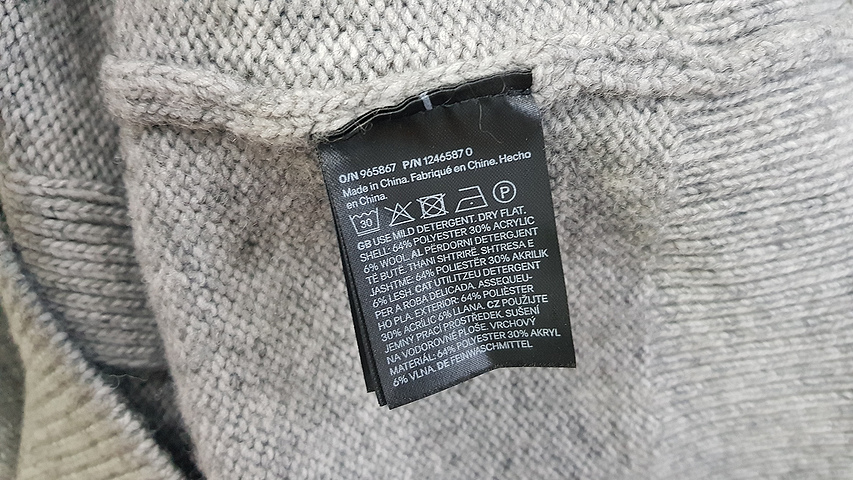 O/N 965867 P/N 1246587 0
Made in China. Fabriqué en Chine. Hecho
en China.
30 P
GB USE MILD DETERGENT. DRY FLAT.
SHELL: 64% POLYESTER 30% ACRYLIC
6% WOOL. AL PËRDORNI DETERGJENT
TË BUTË. THANI SHTRIRË. SHTRESA E
JASHTME: 64% POLIESTËR 30% AKRILIK
6% LESH. CAT UTILITZEU DETERGENT
PER A ROBA DELICADA. ASSEQUEU-
HO PLA. EXTERIOR: 64% POLIÈSTER
30% ACRÍLIC 6% LLANA. CZ POUŽIJTE
JEMNÝ PRACÍ PROSTŘEDEK. SUŠENÍ
NA VODOROVNÉ PLOŠE. VRCHOVÝ
MATERIÁL: 64% POLYESTER 30% AKRYL
6% VLNA. DE FEINWASCHMITTEL